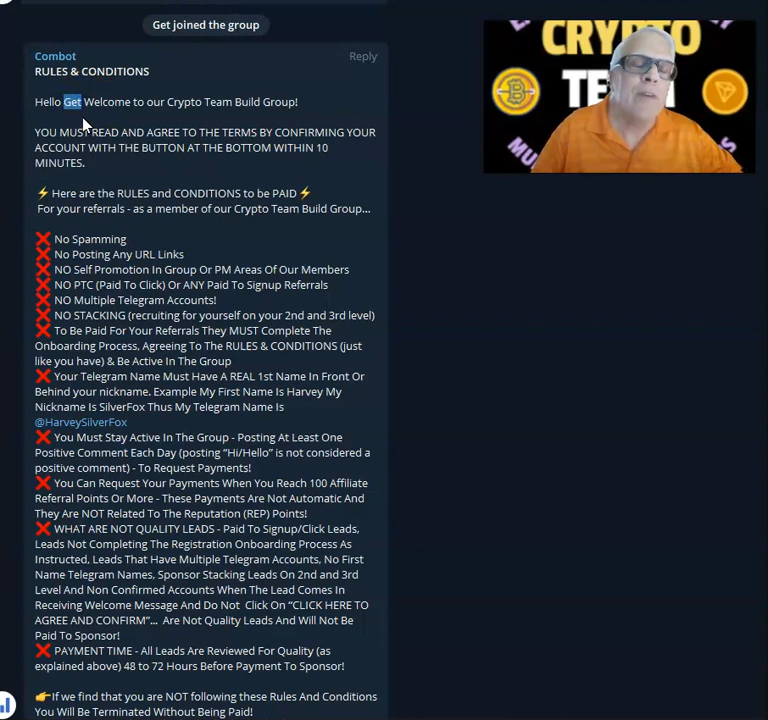 Get joined the group
Combot
Reply
RULES & CONDITIONS
Hello Get Welcome to our Crypto Team Build Group!
YOU MUST READ AND AGREE TO THE TERMS BY CONFIRMING YOUR
ACCOUNT WITH THE BUTTON AT THE BOTTOM WITHIN 10
MINUTES.
⚡Here are the RULES and CONDITIONS to be PAID⚡
For your referrals - as a member of our Crypto Team Build Group...
❌ No Spamming
❌ No Posting Any URL Links
❌ NO Self Promotion In Group Or PM Areas Of Our Members
❌ NO PTC (Paid To Click) Or ANY Paid To Signup Referrals
❌ NO Multiple Telegram Accounts!
❌ NO STACKING (recruiting for yourself on your 2nd and 3rd level)
❌ To Be Paid For Your Referrals They MUST Complete The
Onboarding Process, Agreeing To The RULES & CONDITIONS (just
like you have) & Be Active In The Group
❌ Your Telegram Name Must Have A REAL 1st Name In Front Or
Behind your nickname. Example My First Name Is Harvey My
Nickname Is SilverFox Thus My Telegram Name Is
@HarveySilverFox
❌ You Must Stay Active In The Group - Posting At Least One
Positive Comment Each Day (posting "Hi/Hello" is not considered a
positive comment) - To Request Payments!
❌ You Can Request Your Payments When You Reach 100 Affiliate
Referral Points Or More - These Payments Are Not Automatic And
They Are NOT Related To The Reputation (REP) Points!
❌ WHAT ARE NOT QUALITY LEADS - Paid To Signup/Click Leads,
Leads Not Completing The Registration Onboarding Process As
Instructed, Leads That Have Multiple Telegram Accounts, No First
Name Telegram Names, Sponsor Stacking Leads On 2nd and 3rd
Level And Non Confirmed Accounts When The Lead Comes In
Receiving Welcome Message And Do Not Click On "CLICK HERE TO
AGREE AND CONFIRM"... Are Not Quality Leads And Will Not Be
Paid To Sponsor!
❌ PAYMENT TIME - All Leads Are Reviewed For Quality (as
explained above) 48 to 72 Hours Before Payment To Sponsor!
👉If we find that you are NOT following these Rules And Conditions
You Will Be Terminated Without Being Paid!
CRYPTO